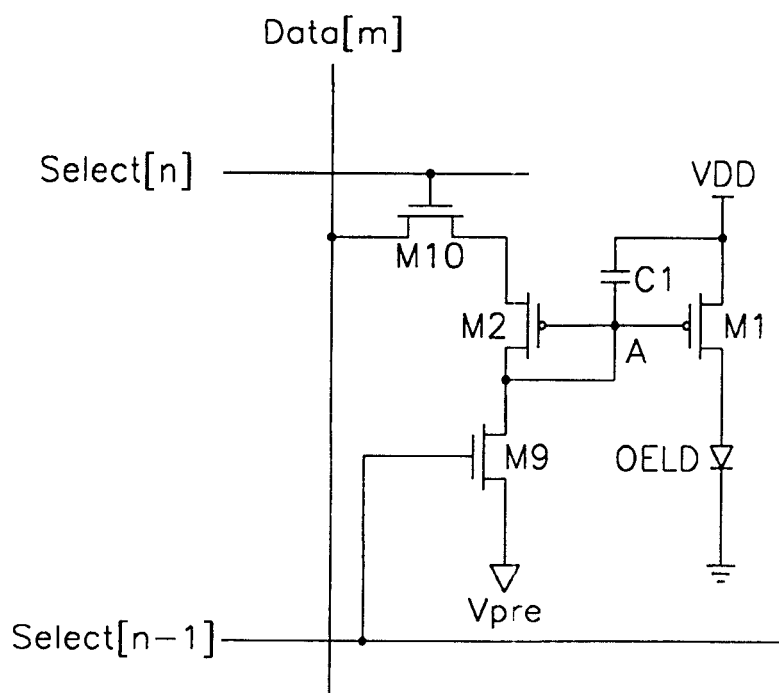 Data[m]
Select[n]
VDD
M10
C1
M2
M1
A
M9
OELD
Vpre
Select[n-1]